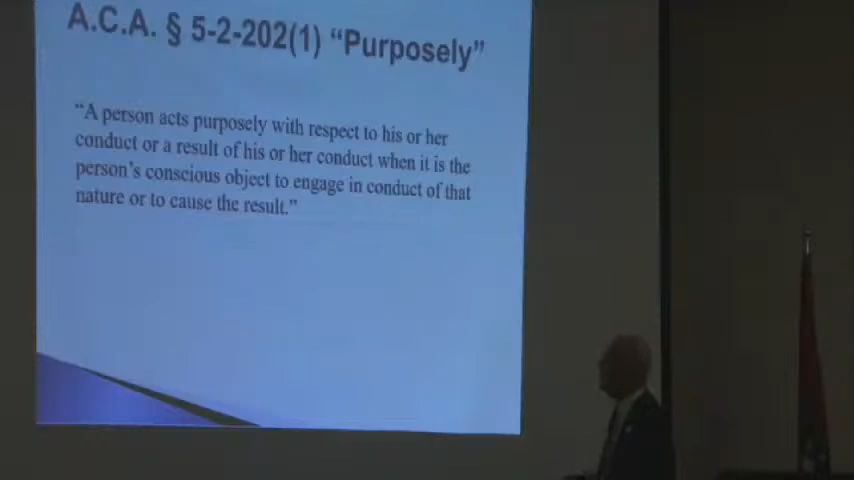 A.C.A. § 5-2-202(1) “Purposely”
“A person acts purposely with respect to his or her
conduct or a result of his or her conduct when it is the
person’s conscious object to engage in conduct of that
nature or to cause the result.”